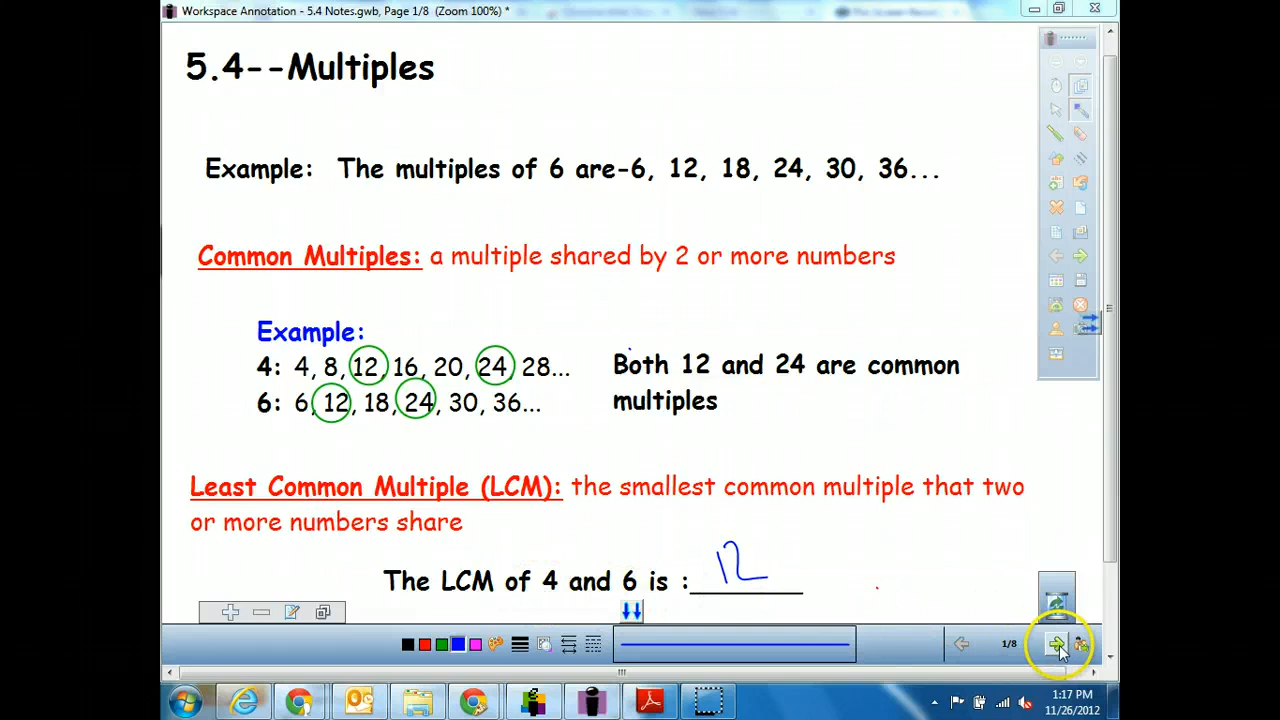 Workspace Annotation - 5.4 Notes.gwb, Page 1/8 (Zoom 100%) *
5.4--Multiples
Example: The multiples of 6 are-6, 12, 18, 24, 30, 36...
Common Multiples: a multiple shared by 2 or more numbers
Example:
4: 4, 8, 12, 16, 20, 24, 28...
6: 6, 12, 18, 24, 30, 36...
Both 12 and 24 are common
multiples
Least Common Multiple (LCM): the smallest common multiple that two
or more numbers share
The LCM of 4 and 6 is :12
1/8
1:17 PM
11/26/2012